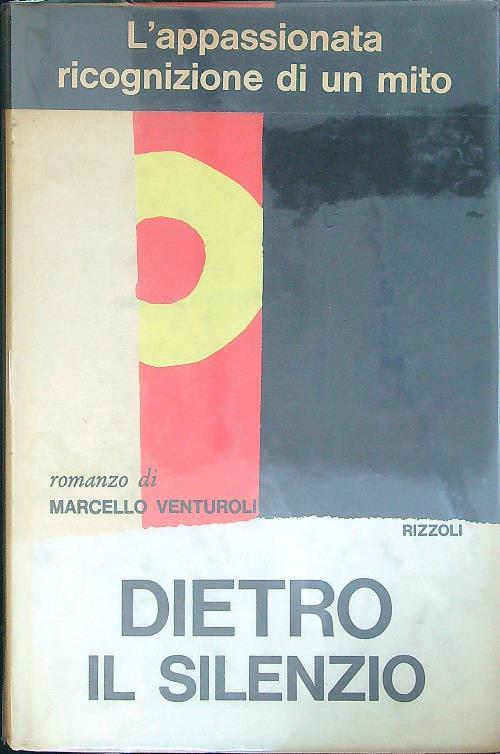 L'appassionata
ricognizione di un mito
romanzo di
MARCELLO VENTUROLI
RIZZOLI
DIETRO
IL SILENZIO